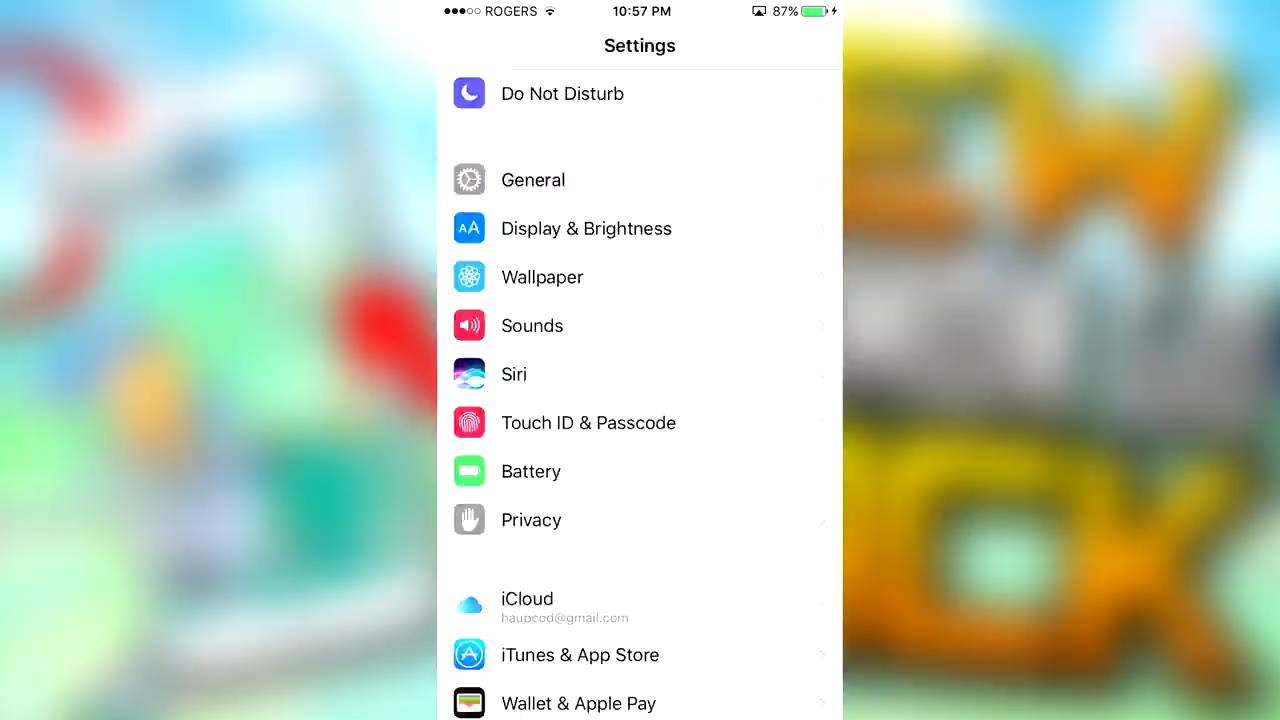 ROGERS 10:57 PM 87%
Settings
Do Not Disturb
General
Display & Brightness
Wallpaper
Sounds
Siri
Touch ID & Passcode
Battery
Privacy
iCloud
haupcod@gmail.com
iTunes & App Store
Wallet & Apple Pay